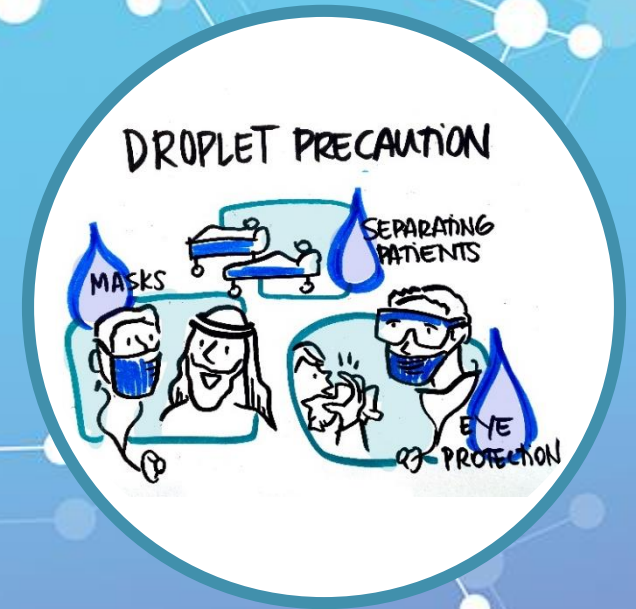 DROPLET PRECAUTION
SEPARATING
PATIENTS
MASKS
EYE
PROTECTION